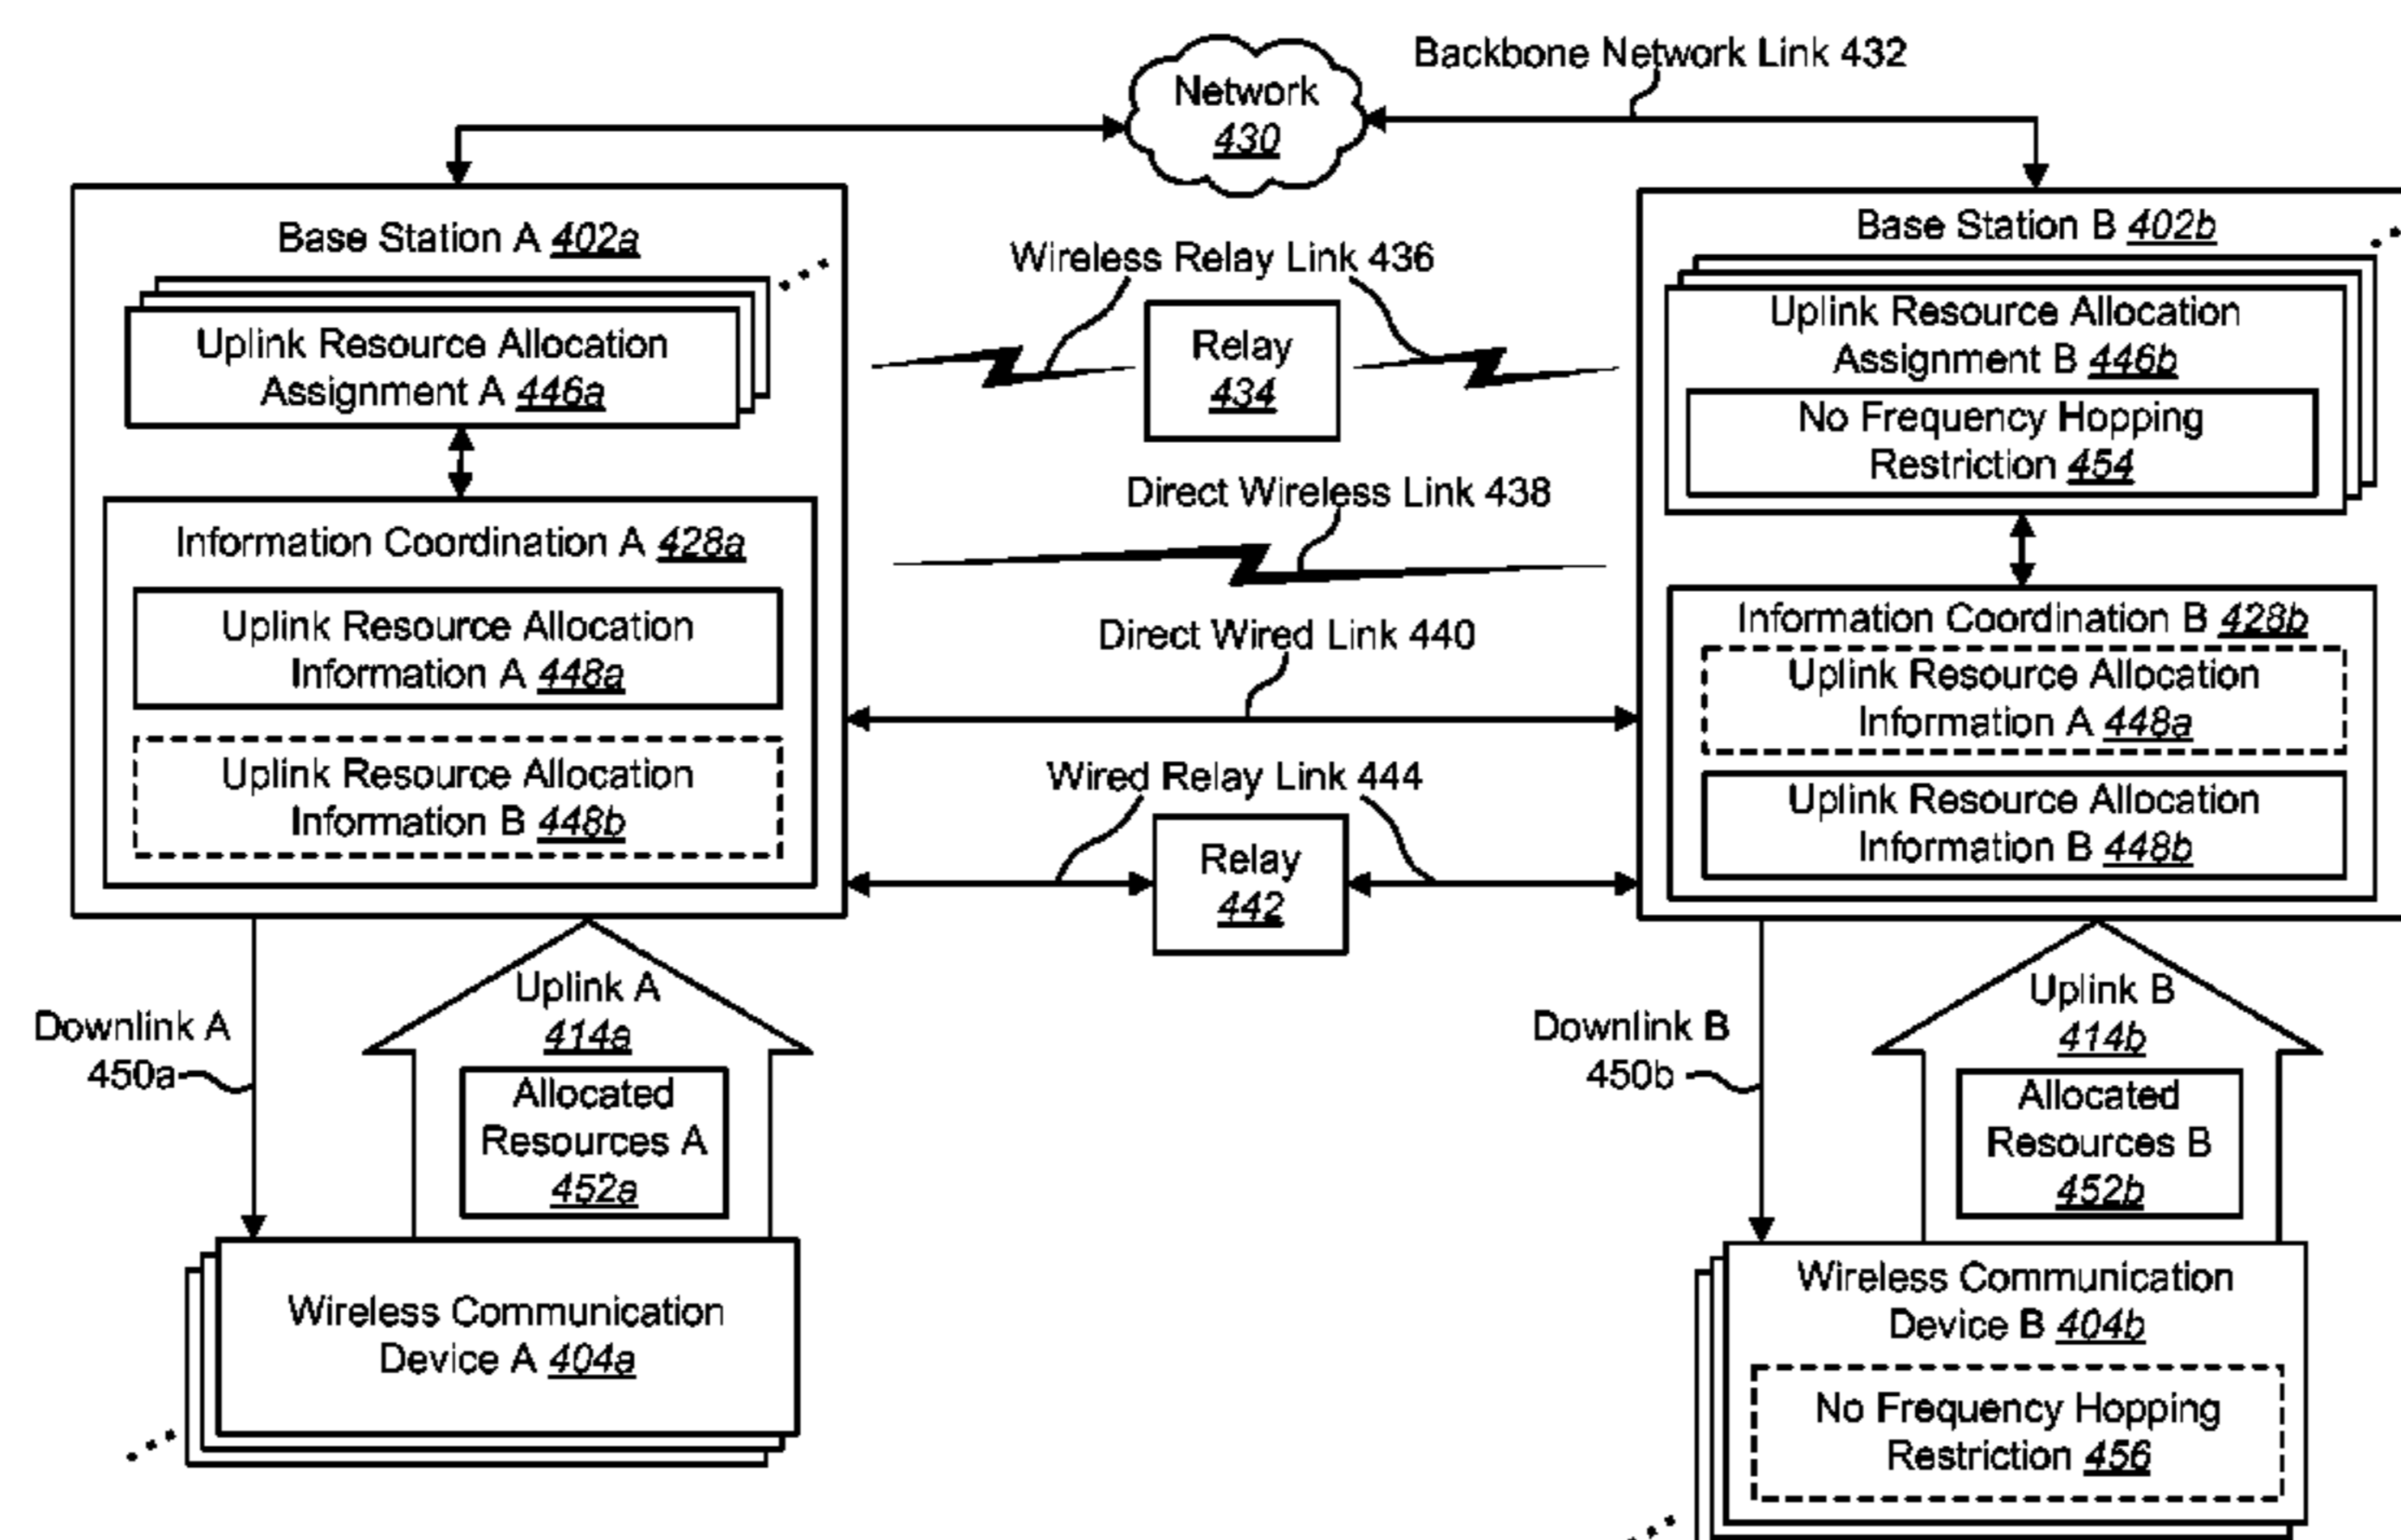 Backbone Network Link 432
Network
430
Base Station A 402a
Uplink Resource Allocation
Assignment A 446a
Information Coordination A 428a
Uplink Resource Allocation
Information A 448a
Uplink Resource Allocation
Information B 448b
Wireless Relay Link 436
Relay
434
Direct Wireless Link 438
Direct Wired Link 440
Wired Relay Link 444
Relay
442
Base Station B 402b
Uplink Resource Allocation
Assignment B 446b
No Frequency Hopping
Restriction 454
Information Coordination B 428b
Uplink Resource Allocation
Information A 448a
Uplink Resource Allocation
Information B 448b
Downlink A
450a
Uplink A
414a
Allocated
Resources A
452a
Wireless Communication
Device A 404a
Downlink B
450b
Uplink B
414b
Allocated
Resources B
452b
Wireless Communication
Device B 404b
No Frequency Hopping
Restriction 456